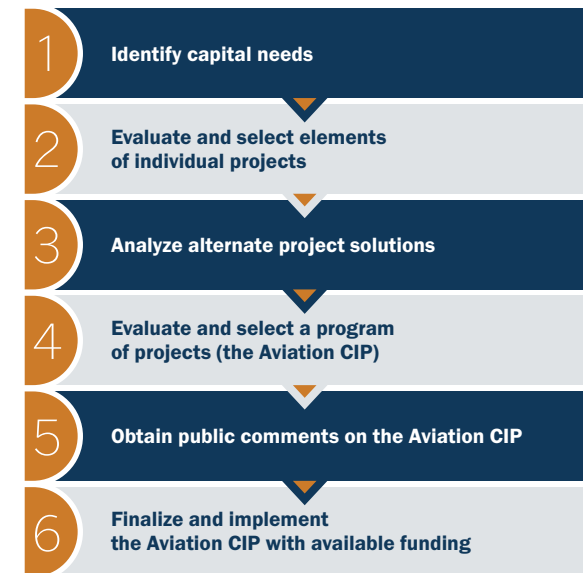 1
Identify capital needs
2
Evaluate and select elements
of individual projects
3
Analyze alternate project solutions
4
Evaluate and select a program
of projects (the Aviation CIP)
5
Obtain public comments on the Aviation CIP
6
Finalize and implement
the Aviation CIP with available funding